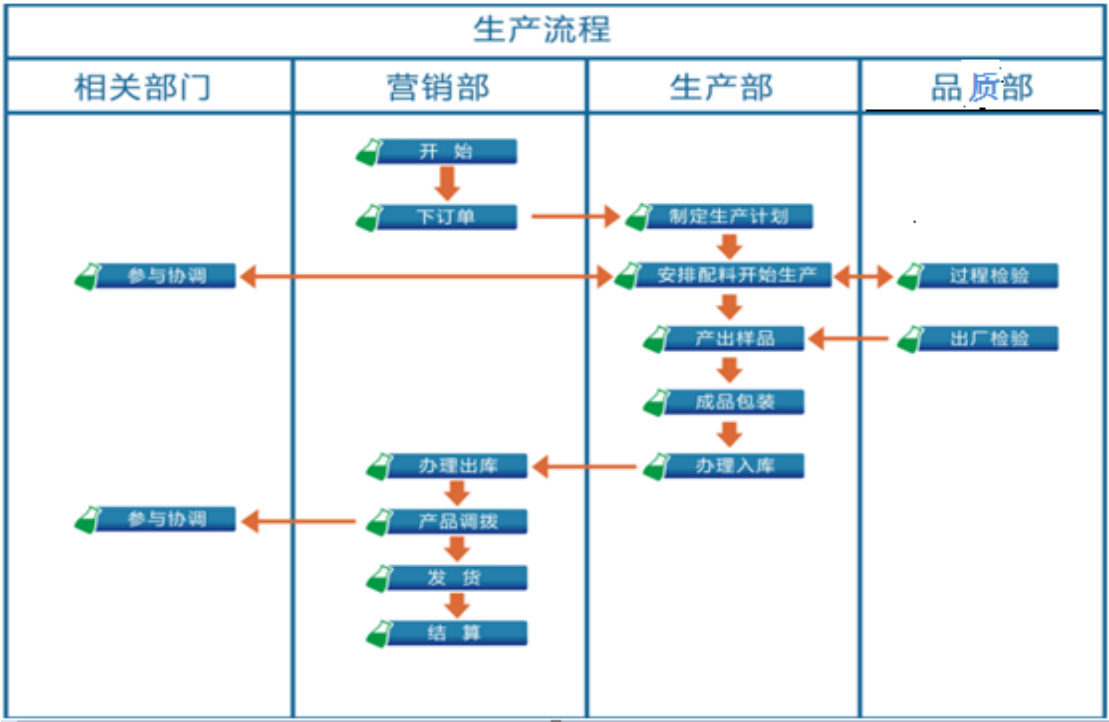 生产流程
相关部门 营销部 生产部 品质部
开 始
下订单 制定生产计划
参与协调 安排配料开始生产 过程检验
产出样品 出厂检验
成品包装
办理出库 办理入库
参与协调 产品调拨
发 货
结 算